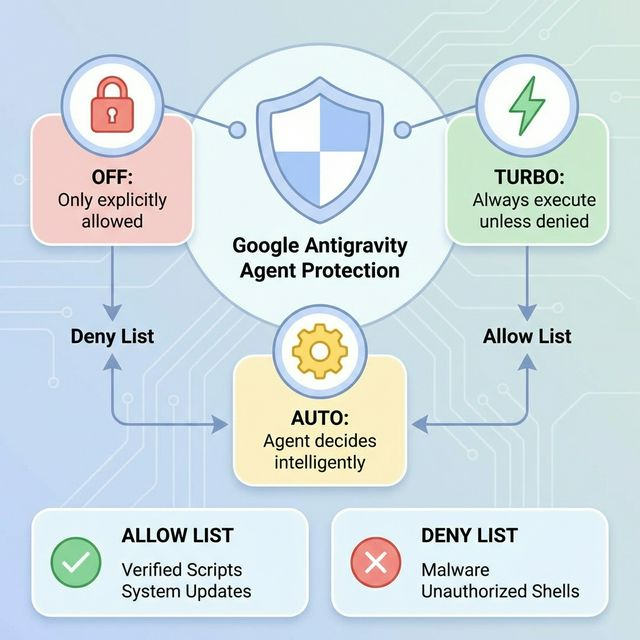 OFF:
Only explicitly
allowed
TURBO:
Always execute
unless denied
Google Antigravity
Agent Protection
Deny List
Allow List
AUTO:
Agent decides
intelligently
ALLOW LIST
Verified Scripts
System Updates
DENY LIST
Malware
Unauthorized Shells